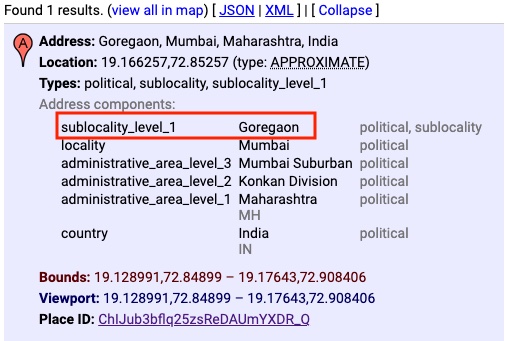 Found 1 results. (view all in map) [ JSON | XML ] | [ Collapse ]
A
Address: Goregaon, Mumbai, Maharashtra, India
Location: 19.166257,72.85257 (type: APPROXIMATE)
Types: political, sublocality, sublocality_level_1
Address components:
sublocality_level_1 Goregaon political, sublocality
locality Mumbai political
administrative_area_level_3 Mumbai Suburban political
administrative_area_level_2 Konkan Division political
administrative_area_level_1 Maharashtra political
MH
country India political
IN
Bounds: 19.128991,72.84899 – 19.17643,72.908406
Viewport: 19.128991,72.84899 – 19.17643,72.908406
Place ID: ChIJub3bflq25zsReDAUmYXDR_Q